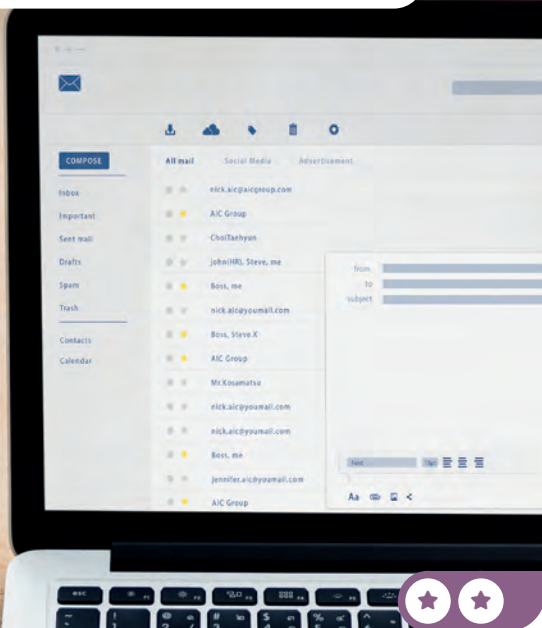 COMPOSE
Inbox
Important
Sent mail
Drafts
Spam
Trash
Contacts
Calendar
All mail Social Media Advertisement
nick.aic@aicgroup.com
AIC Group
ChoiTaehyun
john(HR), Steve, me
Boss, me
nick.aic@youmail.com
Boss, Steve.K
AIC Group
Mr.Kosamatsu
nick.aic@youmail.com
nick.aic@youmail.com
Boss, me
Jennifer.aic@youmail.com
AIC Group
from
to
subject
Text
Aa
esc